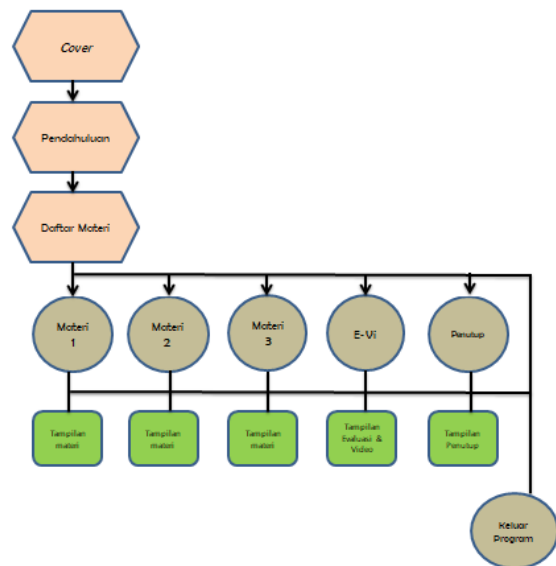 Cover
Pendahuluan
Daftar Materi
Materi
1
Materi
2
Materi
3
E-Vi
Penutup
Tampilan
materi
Tampilan
materi
Tampilan
materi
Tampilan
Evaluasi &
Video
Tampilan
Penutup
Keluar
Program